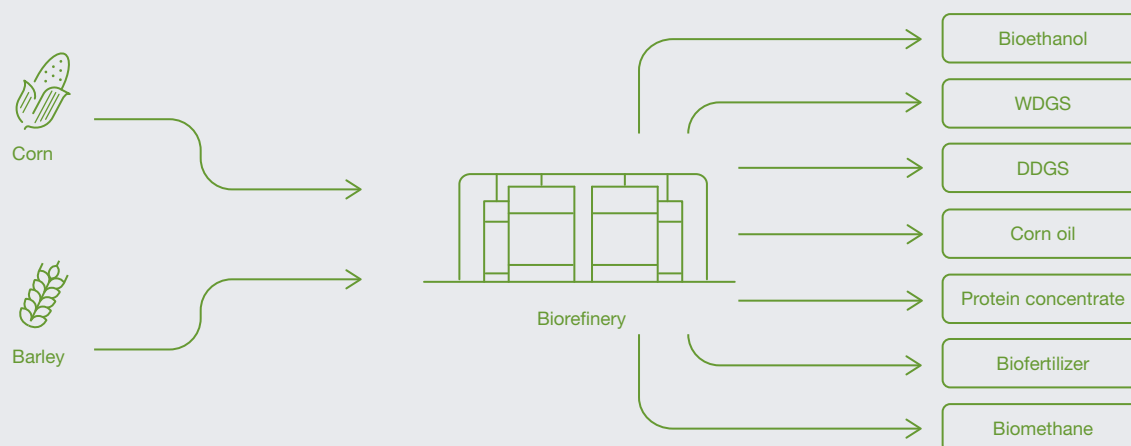 Corn
Barley
Biorefinery
Bioethanol
WDGS
DDGS
Corn oil
Protein concentrate
Biofertilizer
Biomethane